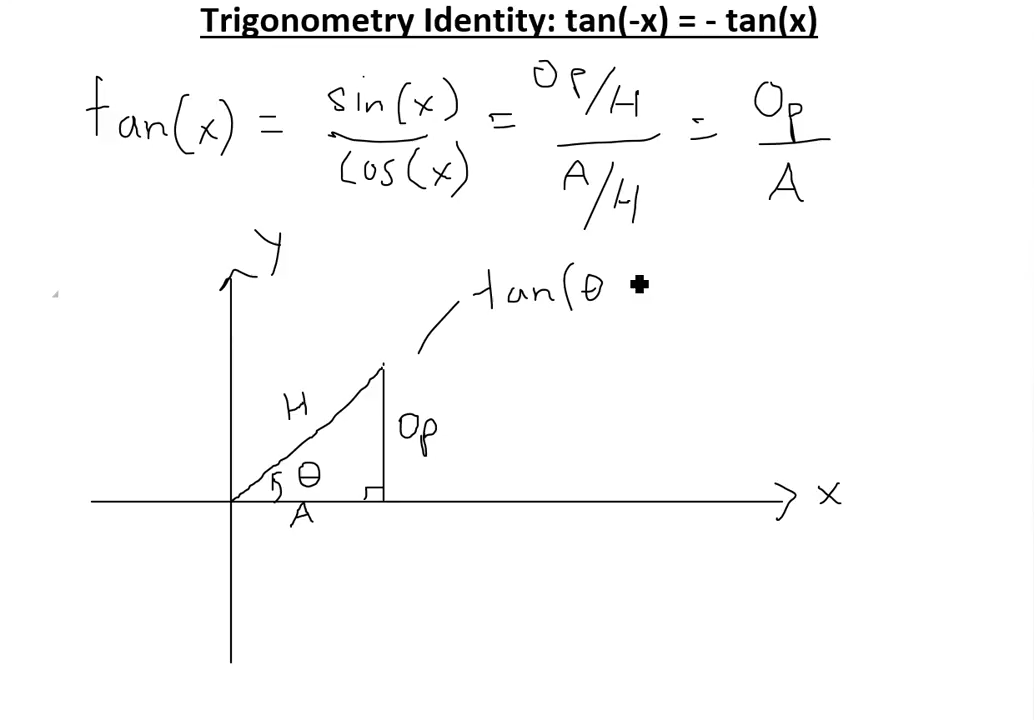 Trigonometry Identity: tan(-x) = - tan(x)
tan(x) = sin(x)/cos(x) = (Op/H)/(A/H) = Op/A
y
tan(θ
H
Op
θ
x
A